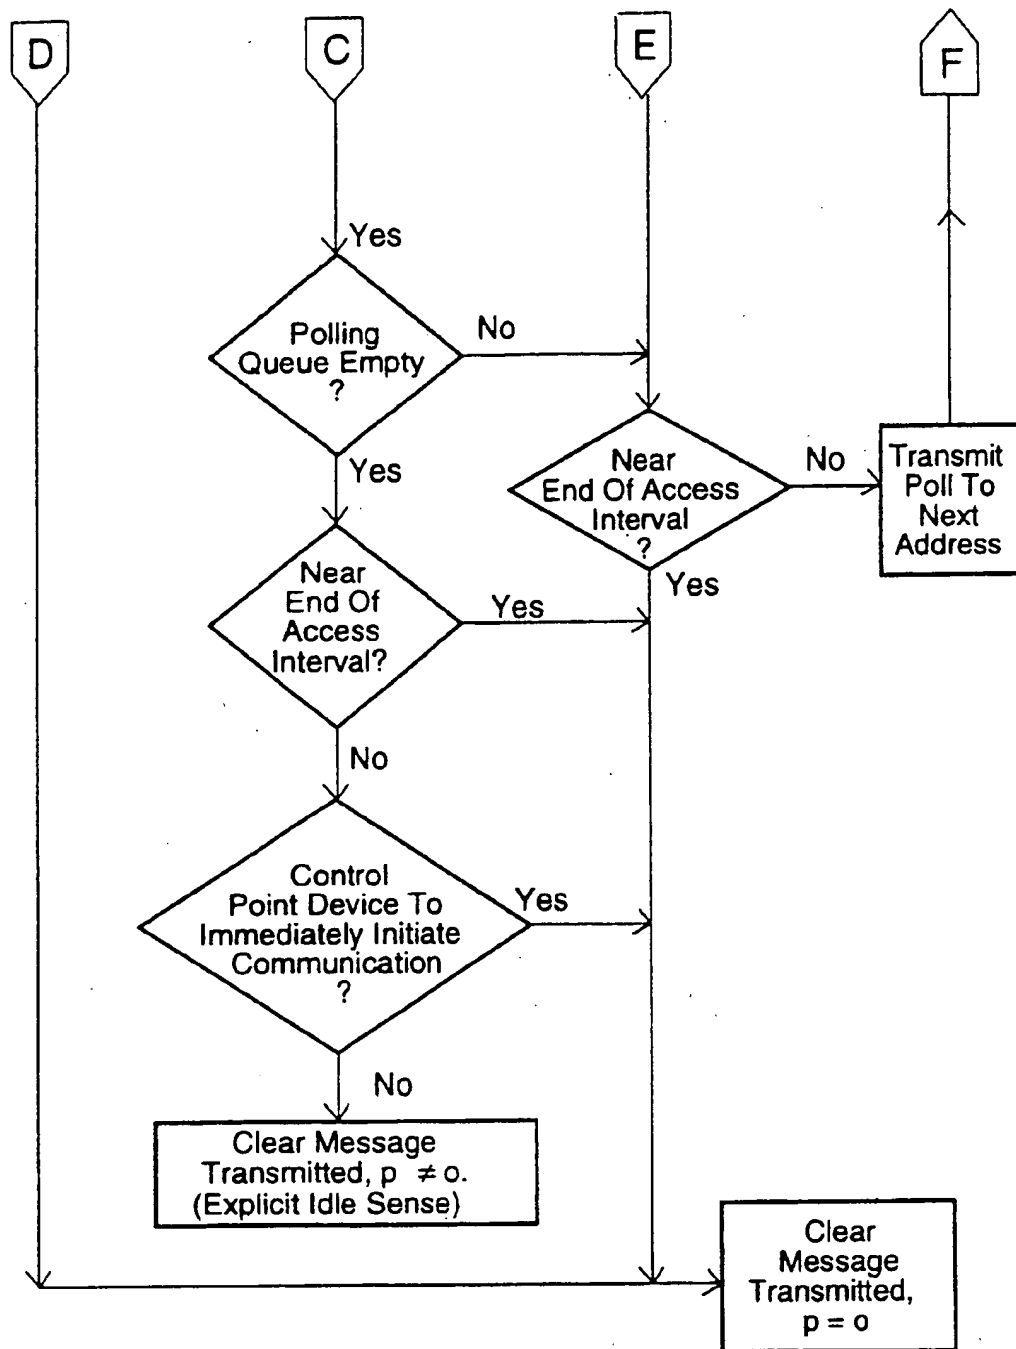 D
C
E
F
Yes
Polling
Queue Empty
?
No
Yes
Near
End Of Access
Interval
?
No
Yes
Transmit
Poll To
Next
Address
Near
End Of
Access
Interval?
Yes
No
Control
Point Device To
Immediately Initiate
Communication
?
Yes
No
Clear Message
Transmitted, p ≠ o.
(Explicit Idle Sense)
Clear
Message
Transmitted,
p = o